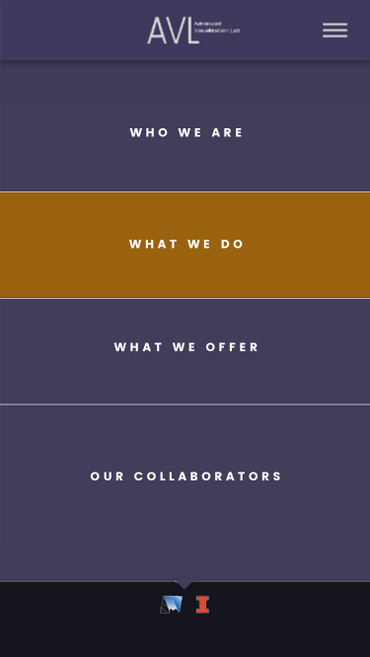 AVL Advanced
Visualization Lab
WHO WE ARE
WHAT WE DO
WHAT WE OFFER
OUR COLLABORATORS
I